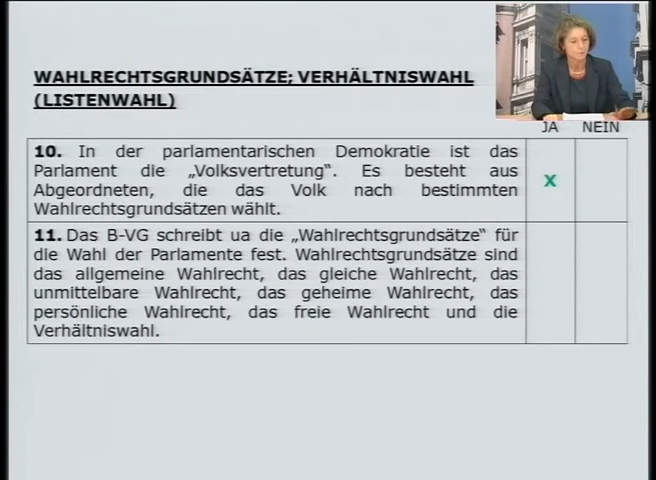 WAHLRECHTSGRUNDSÄTZE; VERHÄLTNISWAHL
(LISTENWAHL)
JA NEIN
10. In der parlamentarischen Demokratie ist das
Parlament die „Volksvertretung“. Es besteht aus
Abgeordneten, die das Volk nach bestimmten
Wahlrechtsgrundsätzen wählt.
X
11. Das B-VG schreibt ua die „Wahlrechtsgrundsätze“ für
die Wahl der Parlamente fest. Wahlrechtsgrundsätze sind
das allgemeine Wahlrecht, das gleiche Wahlrecht, das
unmittelbare Wahlrecht, das geheime Wahlrecht, das
persönliche Wahlrecht, das freie Wahlrecht und die
Verhältniswahl.